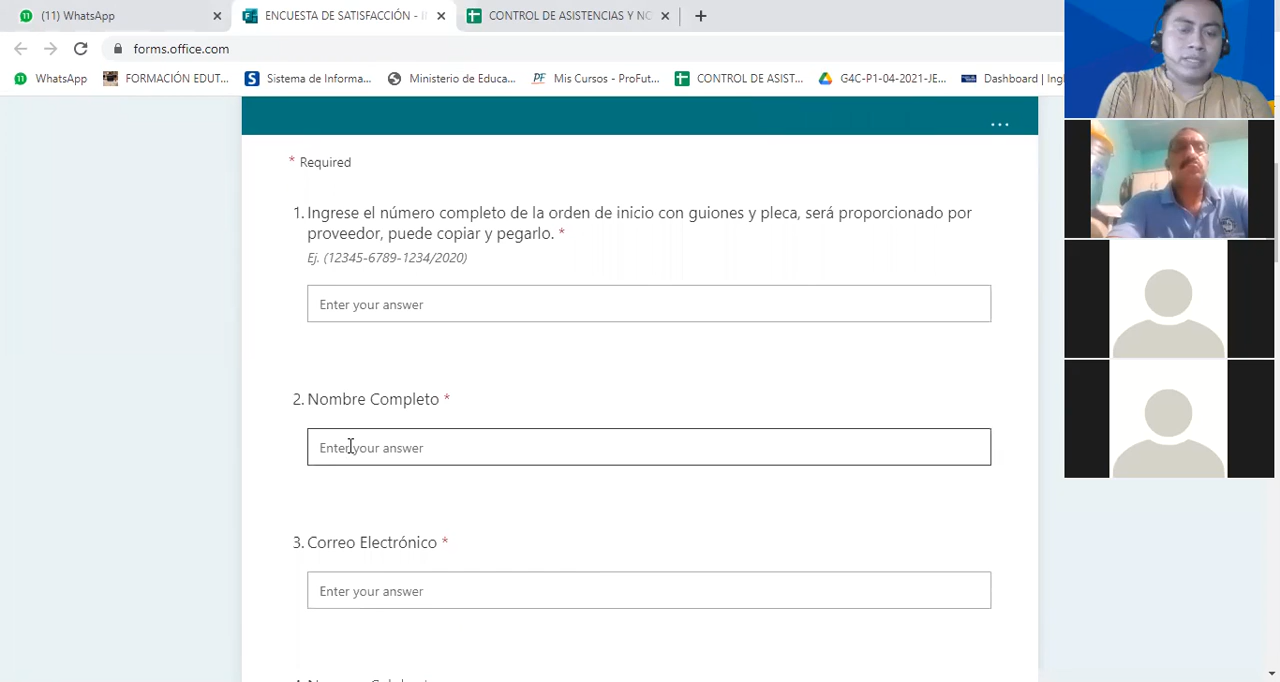 (11) WhatsApp
ENCUESTA DE SATISFACCIÓN - I
CONTROL DE ASISTENCIAS Y NO
forms.office.com
WhatsApp
FORMACIÓN EDUT...
Sistema de Informa...
Ministerio de Educa...
Mis Cursos - ProFut...
CONTROL DE ASIST...
G4C-P1-04-2021-JE...
Dashboard | Ingl
...
* Required
1. Ingrese el número completo de la orden de inicio con guiones y pleca, será proporcionado por
proveedor, puede copiar y pegarlo. *
Ej. (12345-6789-1234/2020)
Enter your answer
2. Nombre Completo *
Enter your answer
3. Correo Electrónico *
Enter your answer